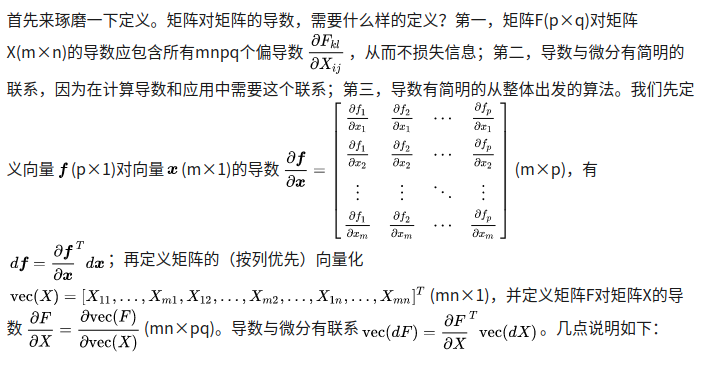 首先来琢磨一下定义。矩阵对矩阵的导数，需要什么样的定义？第一，矩阵F(p×q)对矩阵
X(m×n)的导数应包含所有mnpq个偏导数 $\frac{\partial F_{kl}}{\partial X_{ij}}$ ，从而不损失信息；第二，导数与微分有简明的
联系，因为在计算导数和应用中需要这个联系；第三，导数有简明的从整体出发的算法。我们先定
义向量 $\boldsymbol{f}$ (p×1)对向量 $\boldsymbol{x}$ (m×1)的导数 $\frac{\partial \boldsymbol{f}}{\partial \boldsymbol{x}} = \begin{bmatrix} \frac{\partial f_1}{\partial x_1} & \frac{\partial f_2}{\partial x_1} & \cdots & \frac{\partial f_p}{\partial x_1} \\ \frac{\partial f_1}{\partial x_2} & \frac{\partial f_2}{\partial x_2} & \cdots & \frac{\partial f_p}{\partial x_2} \\ \vdots & \vdots & \ddots & \vdots \\ \frac{\partial f_1}{\partial x_m} & \frac{\partial f_2}{\partial x_m} & \cdots & \frac{\partial f_p}{\partial x_m} \end{bmatrix}$ (m×p)，有
$d\boldsymbol{f} = \frac{\partial \boldsymbol{f}}{\partial \boldsymbol{x}}^T d\boldsymbol{x}$ ；再定义矩阵的（按列优先）向量化
$\mathrm{vec}(X) = [X_{11}, \ldots, X_{m1}, X_{12}, \ldots, X_{m2}, \ldots, X_{1n}, \ldots, X_{mn}]^T$ (mn×1)，并定义矩阵F对矩阵X的导
数 $\frac{\partial F}{\partial X} = \frac{\partial \mathrm{vec}(F)}{\partial \mathrm{vec}(X)}$ (mn×pq)。导数与微分有联系 $\mathrm{vec}(dF) = \frac{\partial F}{\partial X}^T \mathrm{vec}(dX)$ 。几点说明如下：